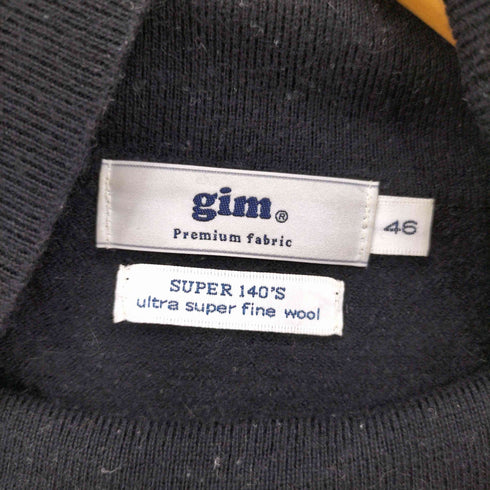 gim®
Premium fabric
46
SUPER 140'S
ultra super fine wool